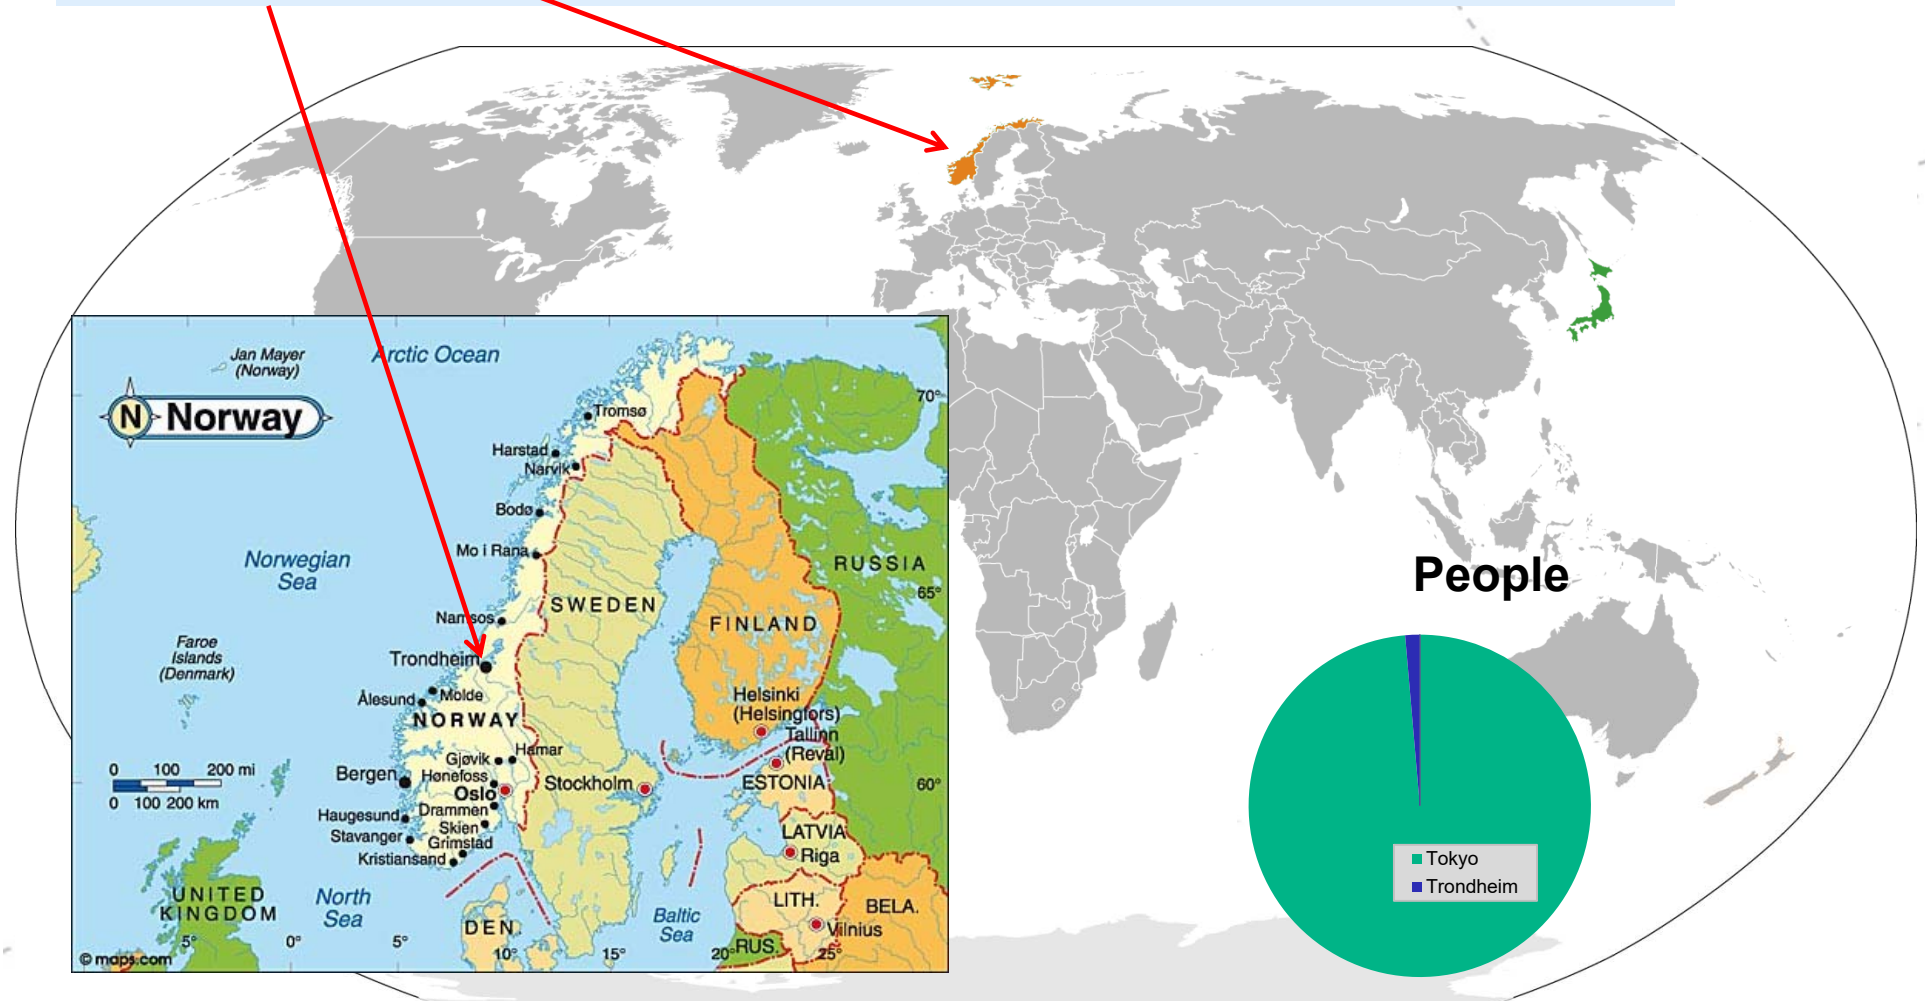 Jan Mayer
(Norway)
Arctic Ocean
N
Norway
70°
Tromsø
Harstad
Narvik
Bodø
Mo i Rana
Norwegian
Sea
RUSSIA
65°
SWEDEN
FINLAND
Namsos
Faroe
Islands
(Denmark)
Trondheim
Molde
Ålesund
NORWAY
Helsinki
(Helsingfors)
Tallinn
(Reval)
Hamar
Gjøvik
Bergen
Hønefoss
Oslo
Stockholm
ESTONIA
60°
0 100 200 mi
0 100 200 km
Haugesund
Drammen
Stavanger
Skien
Grimstad
Kristiansand
LATVIA
Riga
UNITED
KINGDOM
North
Sea
DEN.
Baltic
Sea
LITH.
BELA.
Vilnius
RUS.
5°
0°
5°
10°
15°
20°
25°
© maps.com
People
Tokyo
Trondheim